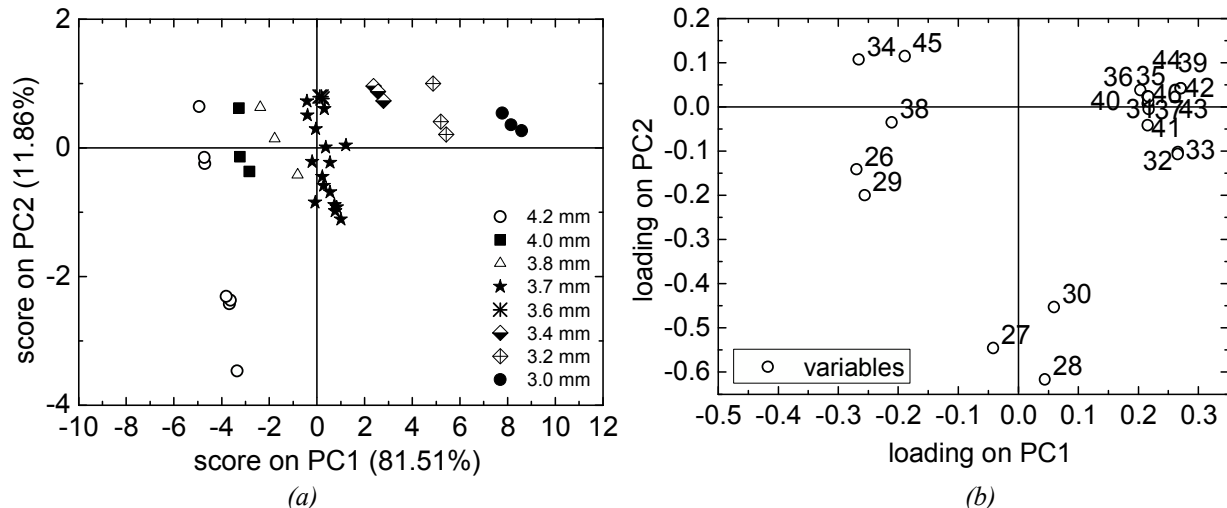 2
0
-2
-4
score on PC2 (11.86%)
-10 -8 -6 -4 -2 0 2 4 6 8 10 12
score on PC1 (81.51%)
4.2 mm
4.0 mm
3.8 mm
3.7 mm
3.6 mm
3.4 mm
3.2 mm
3.0 mm
(a)
0.2
0.1
0.0
-0.1
-0.2
-0.3
-0.4
-0.5
-0.6
loading on PC2
34 45
44 39
36 35
40 46 42
37 43
38
41
32 33
26
29
30
27
28
variables
-0.5 -0.4 -0.3 -0.2 -0.1 0.0 0.1 0.2 0.3
loading on PC1
(b)